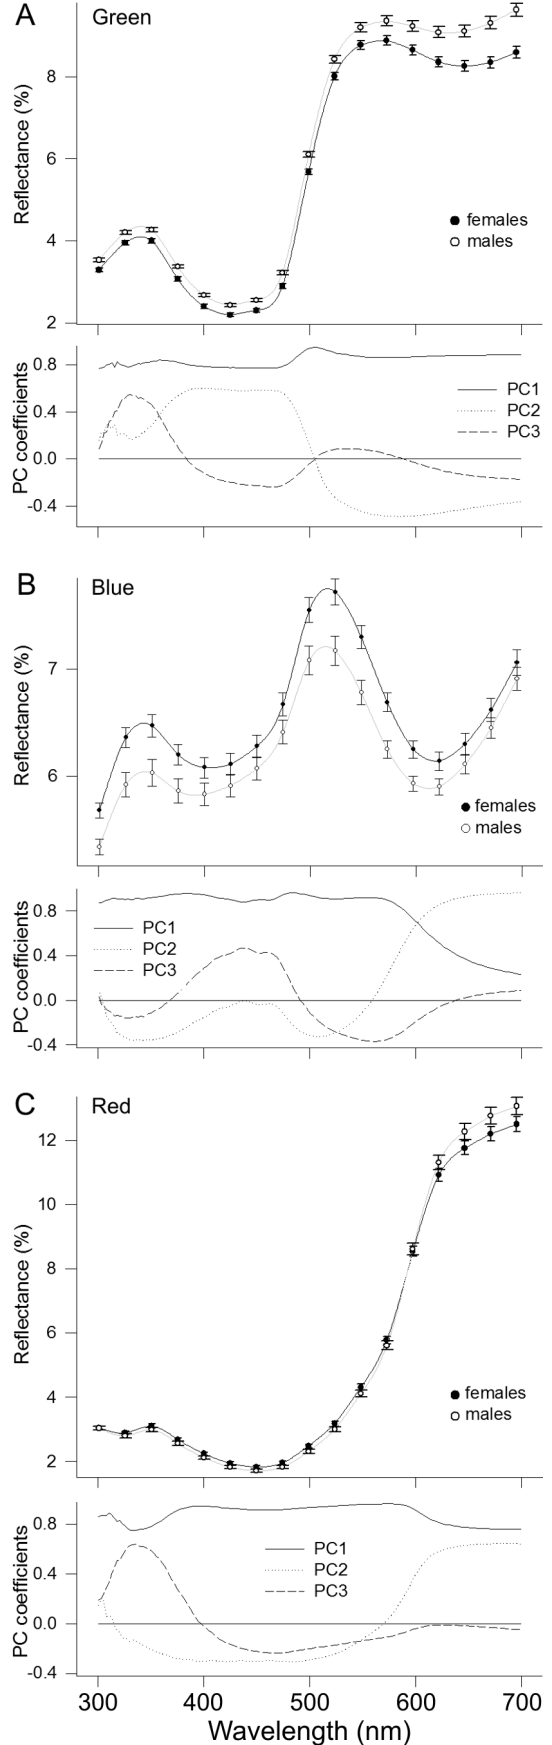 A Green
Reflectance (%)
8
6
4
2
females
males
PC coefficients
0.8
0.4
0.0
-0.4
PC1
PC2
PC3
B Blue
Reflectance (%)
7
6
females
males
PC coefficients
0.8
0.4
0.0
-0.4
PC1
PC2
PC3
C Red
Reflectance (%)
12
10
8
6
4
2
females
males
PC coefficients
0.8
0.4
0.0
-0.4
PC1
PC2
PC3
300 400 500 600 700
Wavelength (nm)